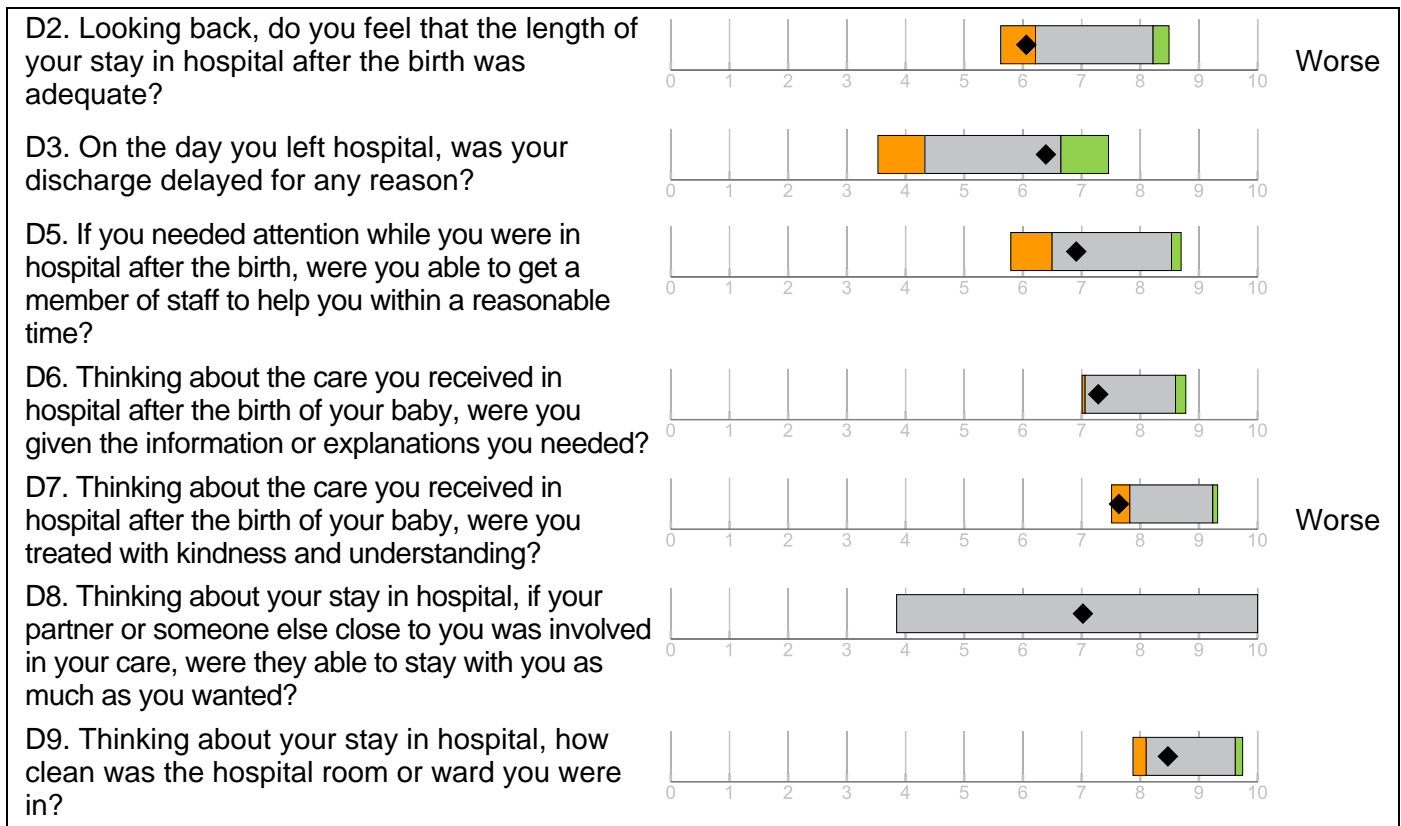 D2. Looking back, do you feel that the length of
your stay in hospital after the birth was
adequate?
0 1 2 3 4 5 6 7 8 9 10
Worse
D3. On the day you left hospital, was your
discharge delayed for any reason?
0 1 2 3 4 5 6 7 8 9 10
D5. If you needed attention while you were in
hospital after the birth, were you able to get a
member of staff to help you within a reasonable
time?
0 1 2 3 4 5 6 7 8 9 10
D6. Thinking about the care you received in
hospital after the birth of your baby, were you
given the information or explanations you needed?
0 1 2 3 4 5 6 7 8 9 10
D7. Thinking about the care you received in
hospital after the birth of your baby, were you
treated with kindness and understanding?
0 1 2 3 4 5 6 7 8 9 10
Worse
D8. Thinking about your stay in hospital, if your
partner or someone else close to you was involved
in your care, were they able to stay with you as
much as you wanted?
0 1 2 3 4 5 6 7 8 9 10
D9. Thinking about your stay in hospital, how
clean was the hospital room or ward you were
in?
0 1 2 3 4 5 6 7 8 9 10